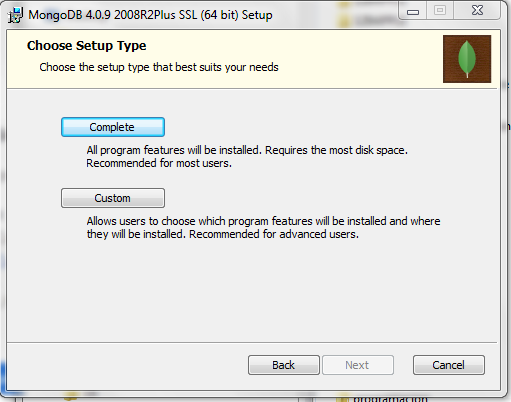 MongoDB 4.0.9 2008R2Plus SSL (64 bit) Setup
Choose Setup Type
Choose the setup type that best suits your needs
Complete
All program features will be installed. Requires the most disk space.
Recommended for most users.
Custom
Allows users to choose which program features will be installed and where
they will be installed. Recommended for advanced users.
Back
Next
Cancel
programacion